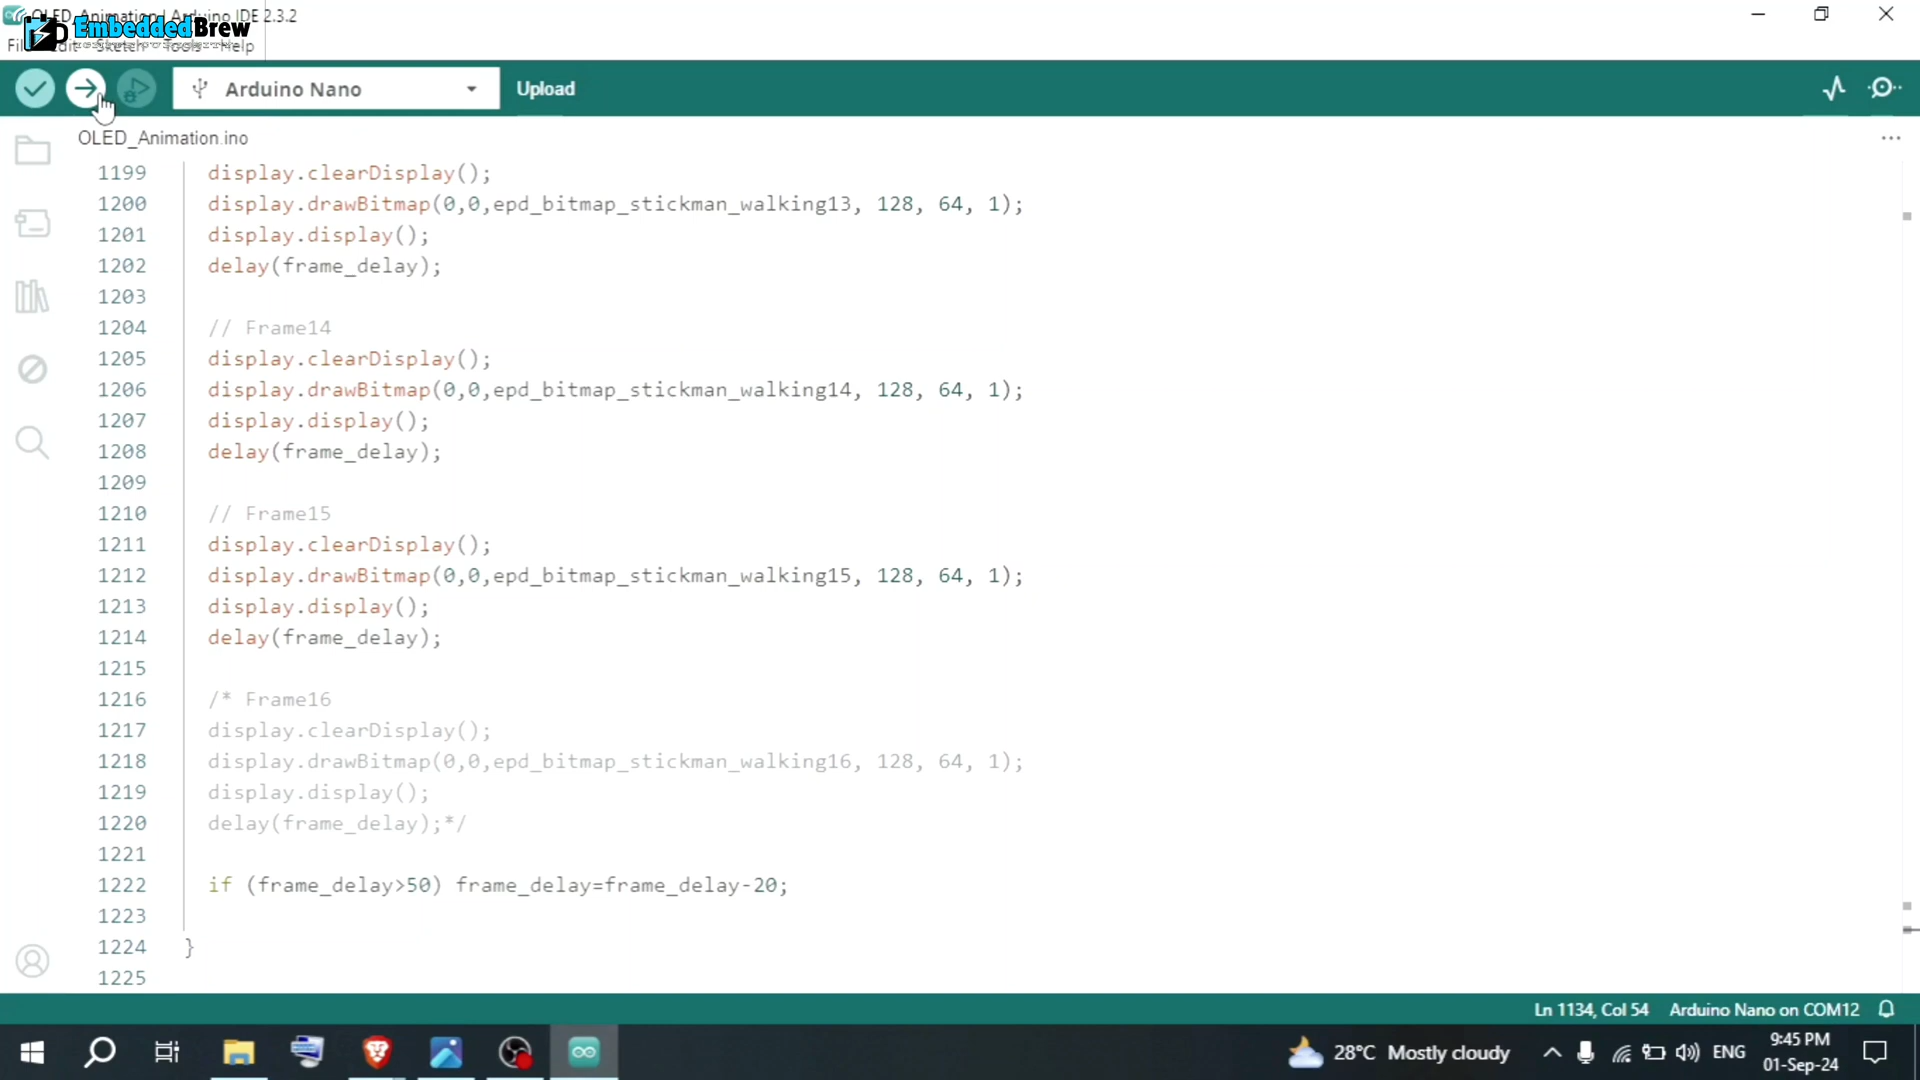 OLED_Animation | Arduino IDE 2.3.2
EmbeddedBrew
File Edit Sketch Tools Help
Arduino Nano
Upload
OLED_Animation.ino
1199 display.clearDisplay();
1200 display.drawBitmap(0,0,epd_bitmap_stickman_walking13, 128, 64, 1);
1201 display.display();
1202 delay(frame_delay);
1203
1204 // Frame14
1205 display.clearDisplay();
1206 display.drawBitmap(0,0,epd_bitmap_stickman_walking14, 128, 64, 1);
1207 display.display();
1208 delay(frame_delay);
1209
1210 // Frame15
1211 display.clearDisplay();
1212 display.drawBitmap(0,0,epd_bitmap_stickman_walking15, 128, 64, 1);
1213 display.display();
1214 delay(frame_delay);
1215
1216 /* Frame16
1217 display.clearDisplay();
1218 display.drawBitmap(0,0,epd_bitmap_stickman_walking16, 128, 64, 1);
1219 display.display();
1220 delay(frame_delay);*/
1221
1222 if (frame_delay>50) frame_delay=frame_delay-20;
1223
1224 }
1225
Ln 1134, Col 54 Arduino Nano on COM12
28°C Mostly cloudy ENG 9:45 PM
01-Sep-24